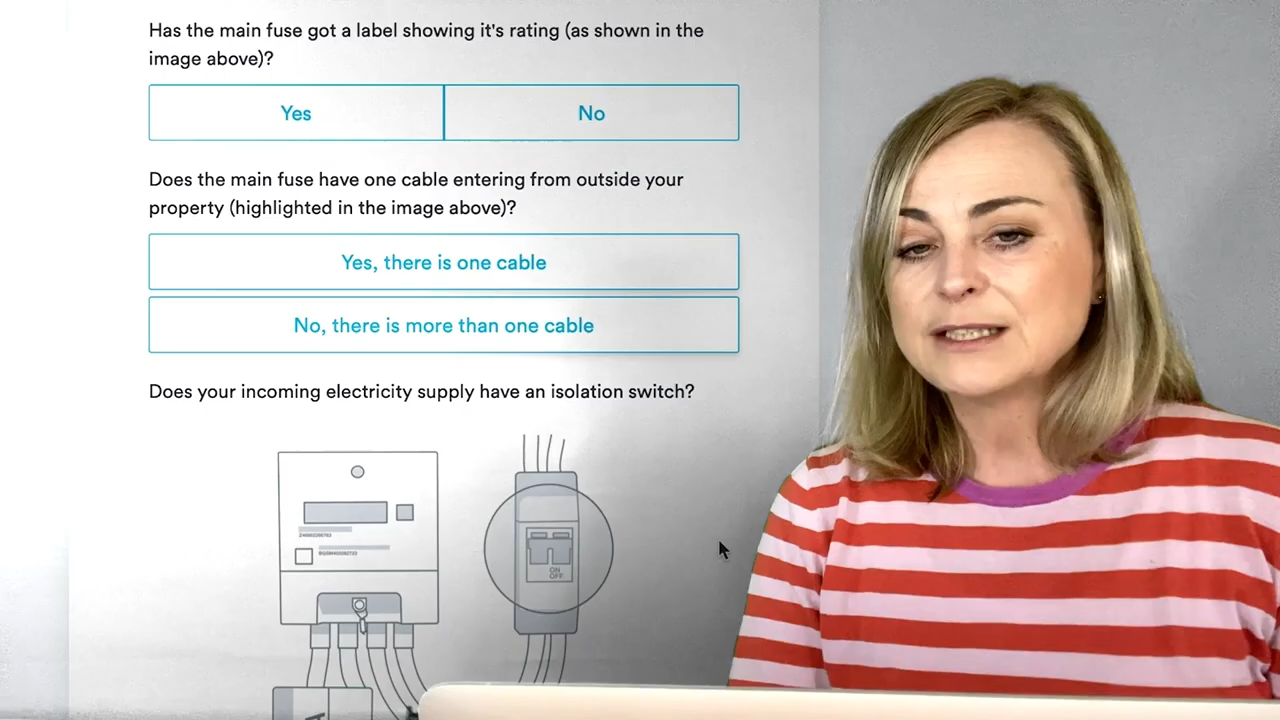 Has the main fuse got a label showing it's rating (as shown in the
image above)?
Yes
No
Does the main fuse have one cable entering from outside your
property (highlighted in the image above)?
Yes, there is one cable
No, there is more than one cable
Does your incoming electricity supply have an isolation switch?
ON
OFF